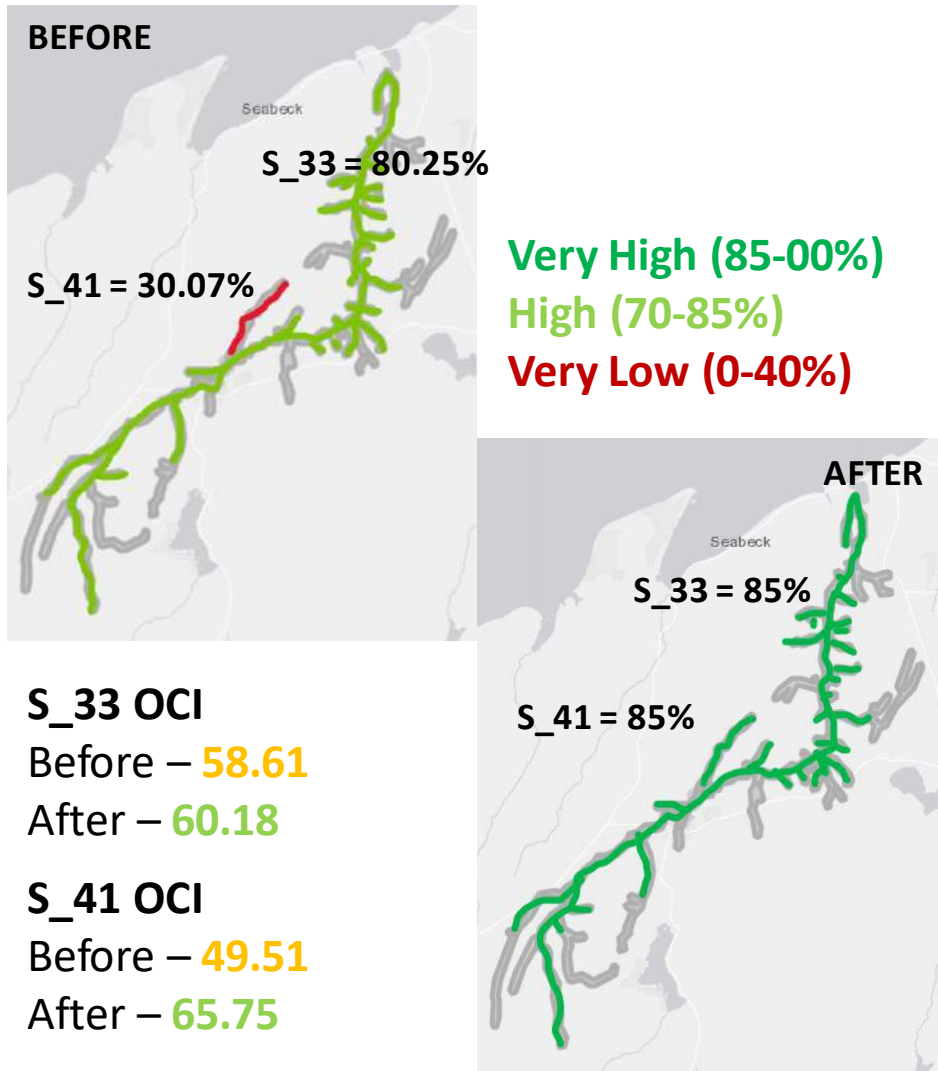 BEFORE
Seabeck
S_33 = 80.25%
S_41 = 30.07%
Very High (85-00%)
High (70-85%)
Very Low (0-40%)
AFTER
Seabeck
S_33 = 85%
S_41 = 85%
S_33 OCI
Before – 58.61
After – 60.18
S_41 OCI
Before – 49.51
After – 65.75